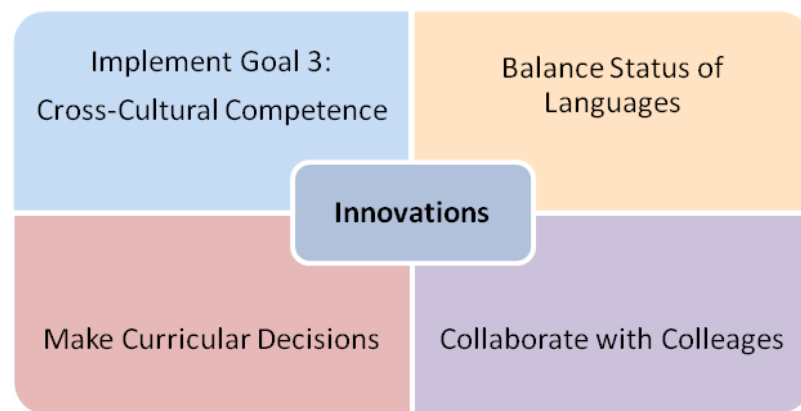 Implement Goal 3:
Cross-Cultural Competence
Balance Status of
Languages
Innovations
Make Curricular Decisions
Collaborate with Colleages